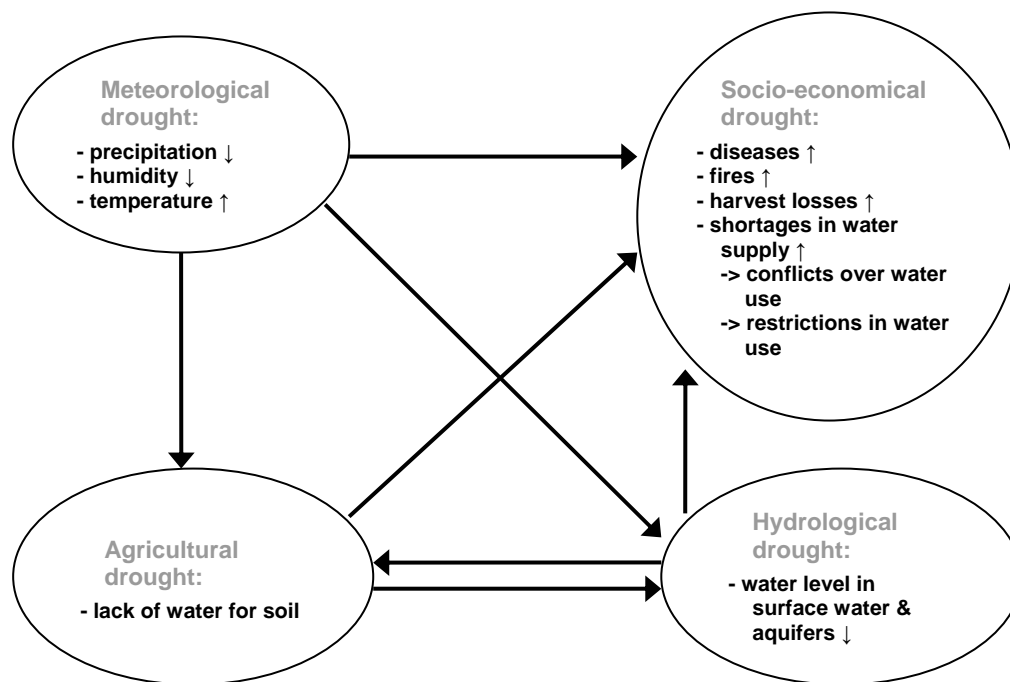 Meteorological
drought:
- precipitation ↓
- humidity ↓
- temperature ↑
Socio-economical
drought:
- diseases ↑
- fires ↑
- harvest losses ↑
- shortages in water
supply ↑
-> conflicts over water
use
-> restrictions in water
use
Agricultural
drought:
- lack of water for soil
Hydrological
drought:
- water level in
surface water &
aquifers ↓